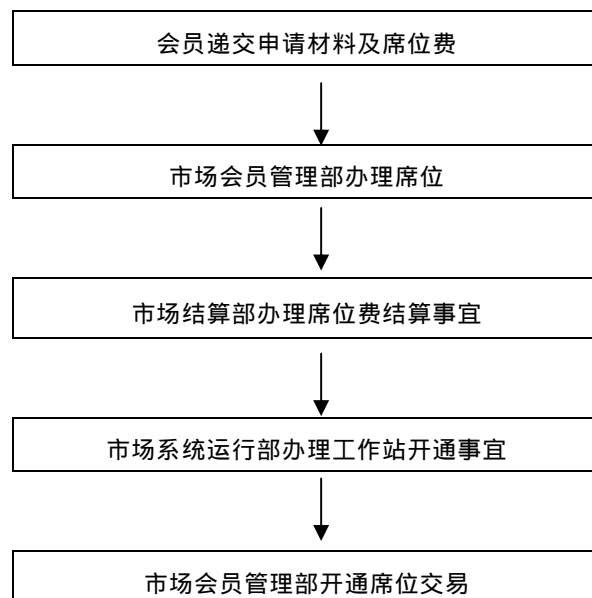 会员递交申请材料及席位费
市场会员管理部办理席位
市场结算部办理席位费结算事宜
市场系统运行部办理工作站开通事宜
市场会员管理部开通席位交易